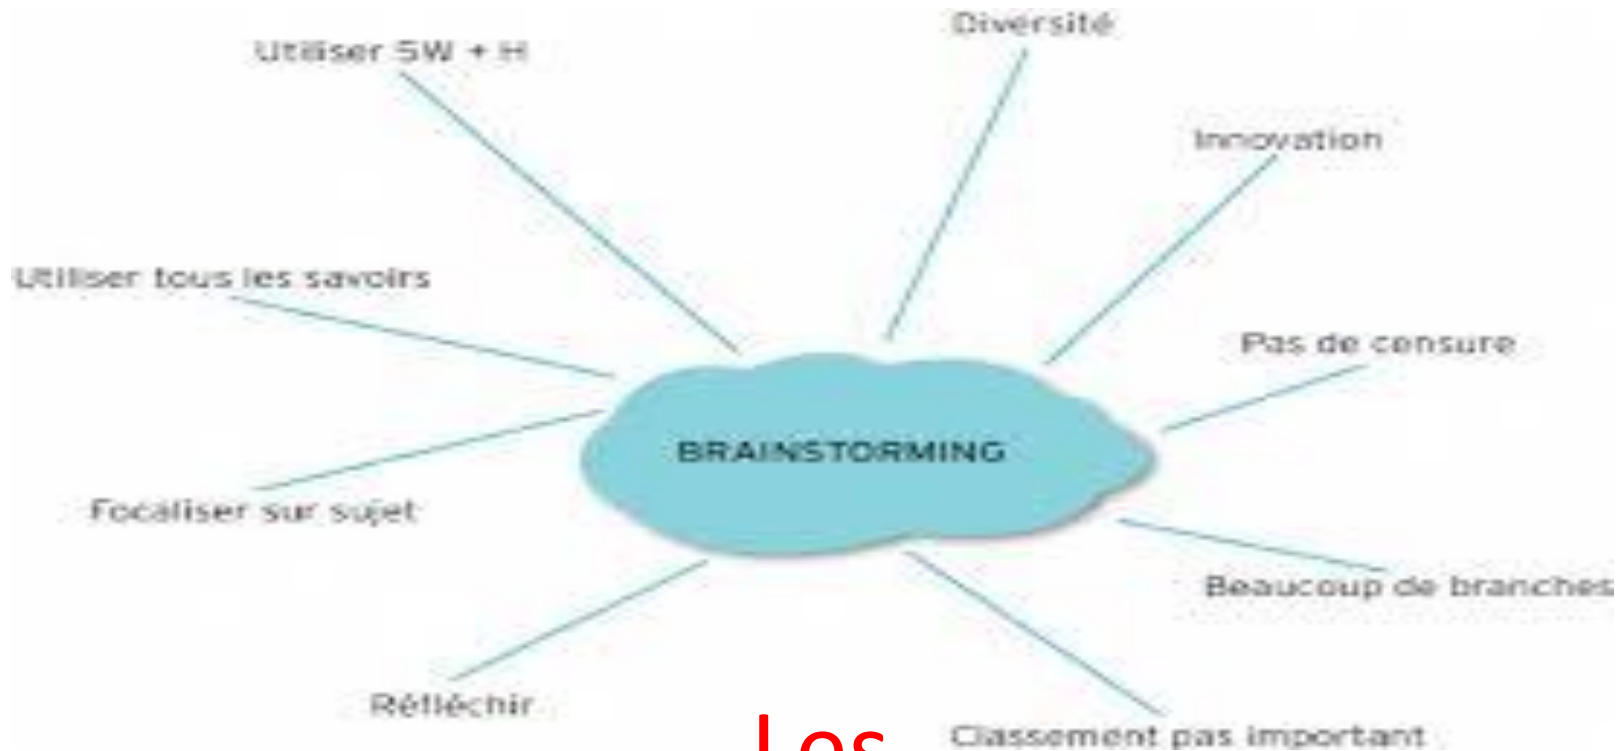 Diversité
Utiliser 5W + H
Innovation
Utiliser tous les savoirs
Pas de censure
BRAINSTORMING
Focaliser sur sujet
Beaucoup de branches
Réfléchir
Les
Classement pas important